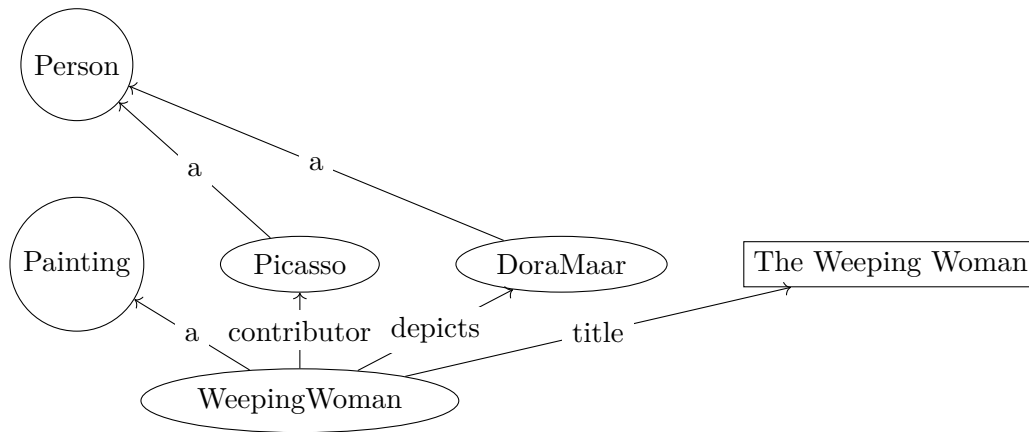 Person
a
a
Painting
Picasso
DoraMaar
The Weeping Woman
a
contributor
depicts
title
WeepingWoman